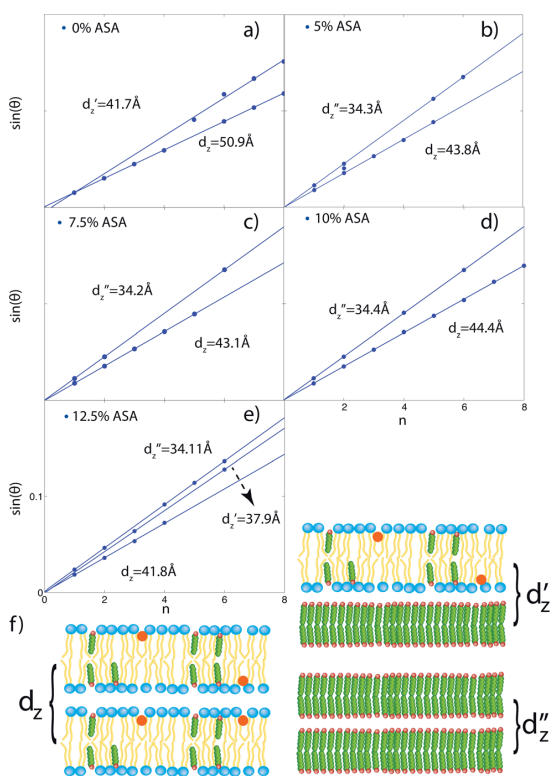 0% ASA
a)
d_z'=41.7Å
d_z=50.9Å
sin(θ)
5% ASA
b)
d_z''=34.3Å
d_z=43.8Å
7.5% ASA
c)
d_z''=34.2Å
d_z=43.1Å
sin(θ)
10% ASA
d)
d_z''=34.4Å
d_z=44.4Å
0 2 4 6 8
n
12.5% ASA
e)
d_z''=34.11Å
d_z'=37.9Å
d_z=41.8Å
sin(θ)
0.1
0
0 2 4 6 8
n
f)
d_z
d_z'
d_z''